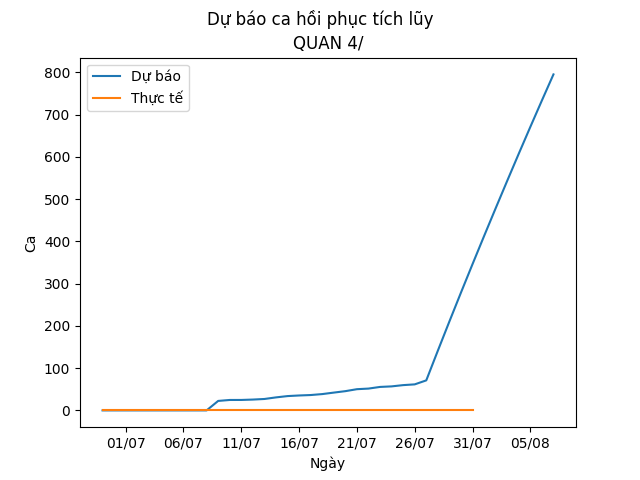 Dự báo ca hồi phục tích lũy
QUAN 4/
Dự báo
Thực tế
800
700
600
500
400
300
200
100
0
Ca
01/07 06/07 11/07 16/07 21/07 26/07 31/07 05/08
Ngày